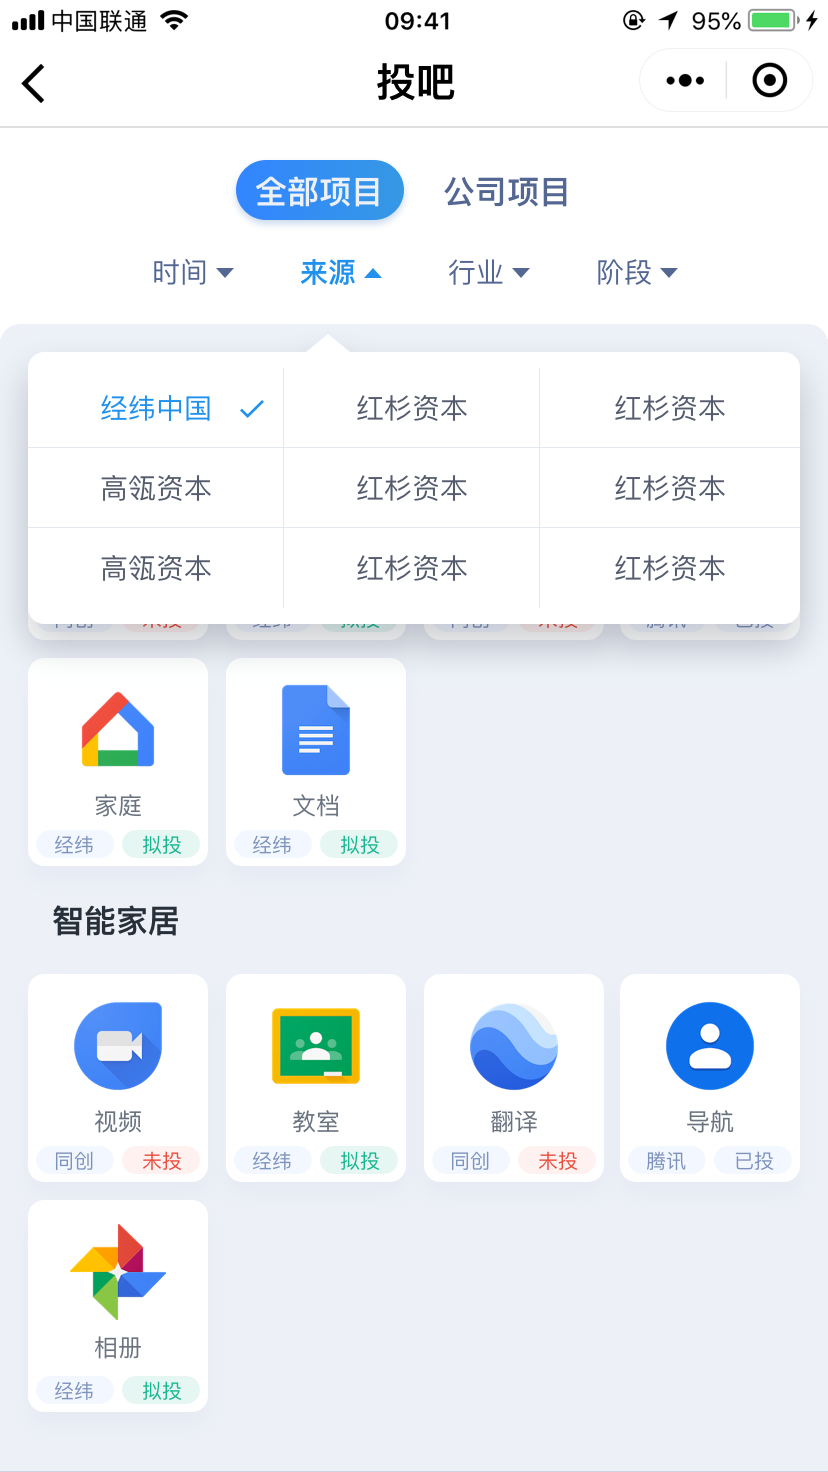 中国联通 09:41 95%
投吧
全部项目 公司项目
时间 来源 行业 阶段
经纬中国 红杉资本 红杉资本
高瓴资本 红杉资本 红杉资本
高瓴资本 红杉资本 红杉资本
家庭 文档
经纬 拟投 经纬 拟投
智能家居
视频 教室 翻译 导航
同创 未投 经纬 拟投 同创 未投 腾讯 已投
相册
经纬 拟投